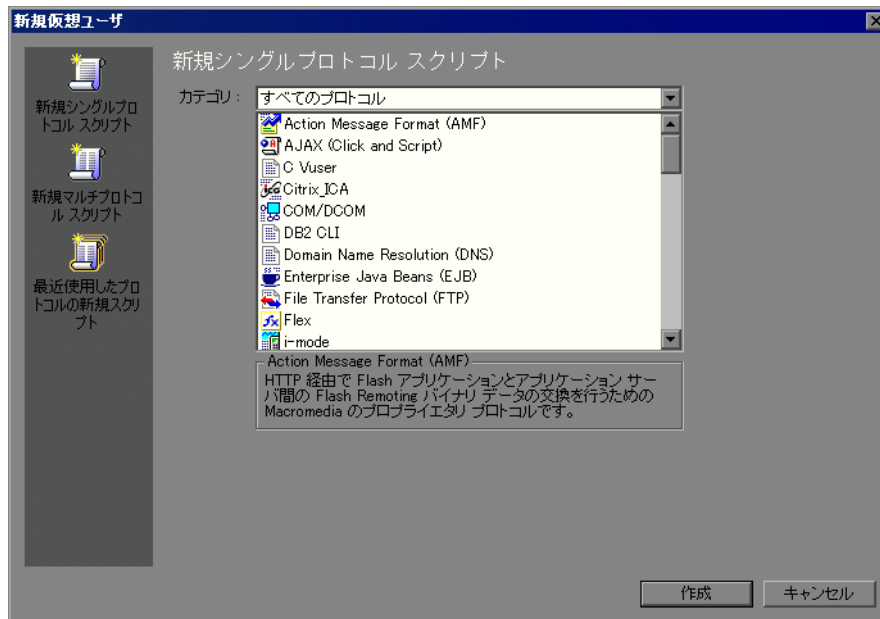 新規仮想ユーザ
新規シングルプロトコル スクリプト
カテゴリ :
すべてのプロトコル
新規シングルプロ
トコル スクリプト
新規マルチプロトコ
ル スクリプト
最近使用したプロ
トコルの新規スクリ
プト
Action Message Format (AMF)
AJAX (Click and Script)
C Vuser
Citrix_ICA
COM/DCOM
DB2 CLI
Domain Name Resolution (DNS)
Enterprise Java Beans (EJB)
File Transfer Protocol (FTP)
Flex
i-mode
Action Message Format (AMF)
HTTP 経由で Flash アプリケーションとアプリケーション サー
バ間の Flash Remoting バイナリ データの交換を行うための
Macromedia のプロプライエタリ プロトコルです。
作成
キャンセル